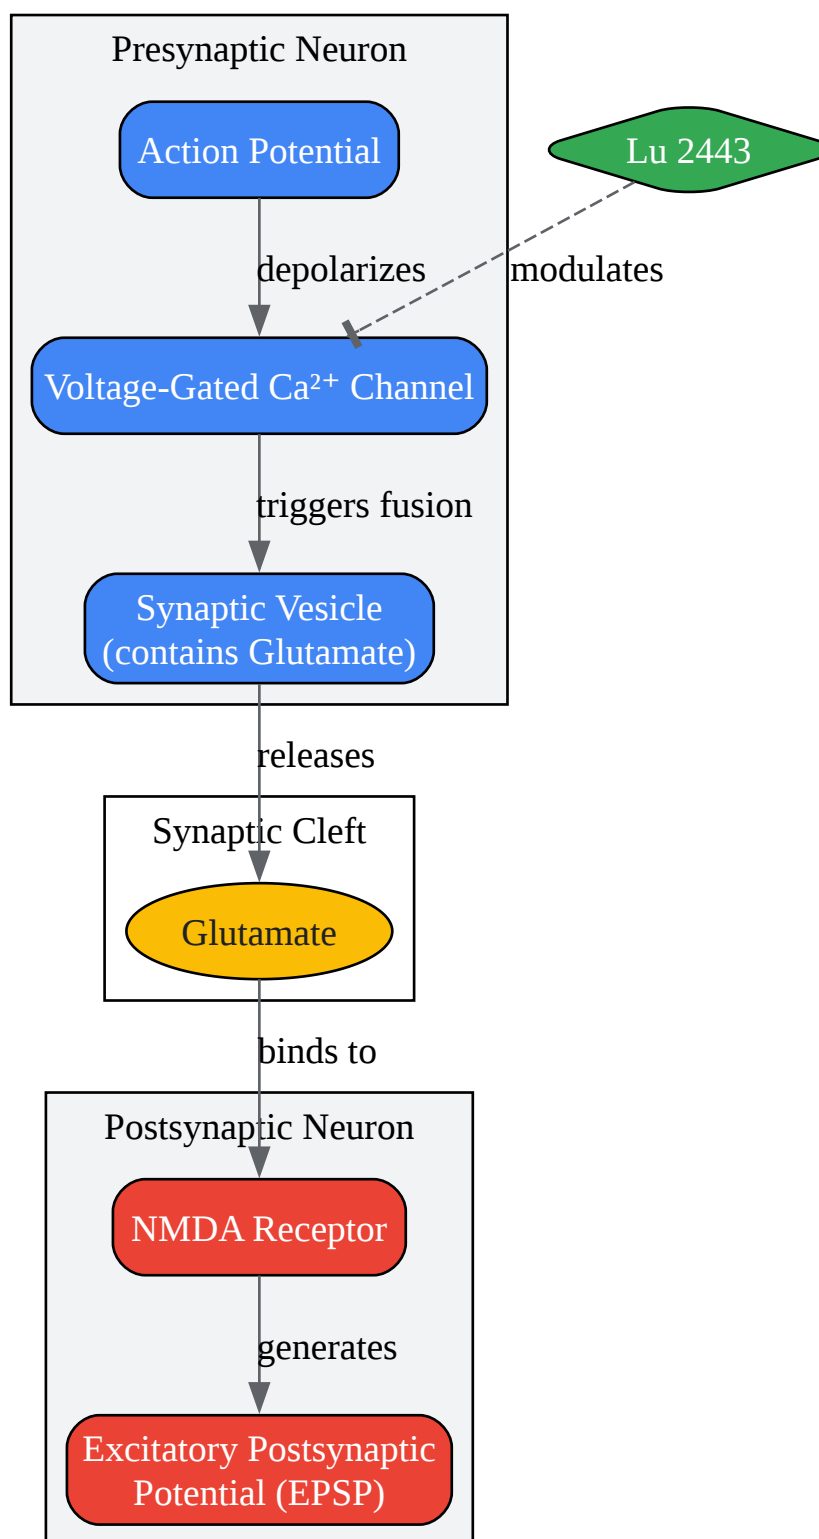 Presynaptic Neuron
Action Potential
Lu 2443
depolarizes
modulates
Voltage-Gated Ca²⁺ Channel
triggers fusion
Synaptic Vesicle
(contains Glutamate)
releases
Synaptic Cleft
Glutamate
binds to
Postsynaptic Neuron
NMDA Receptor
generates
Excitatory Postsynaptic
Potential (EPSP)